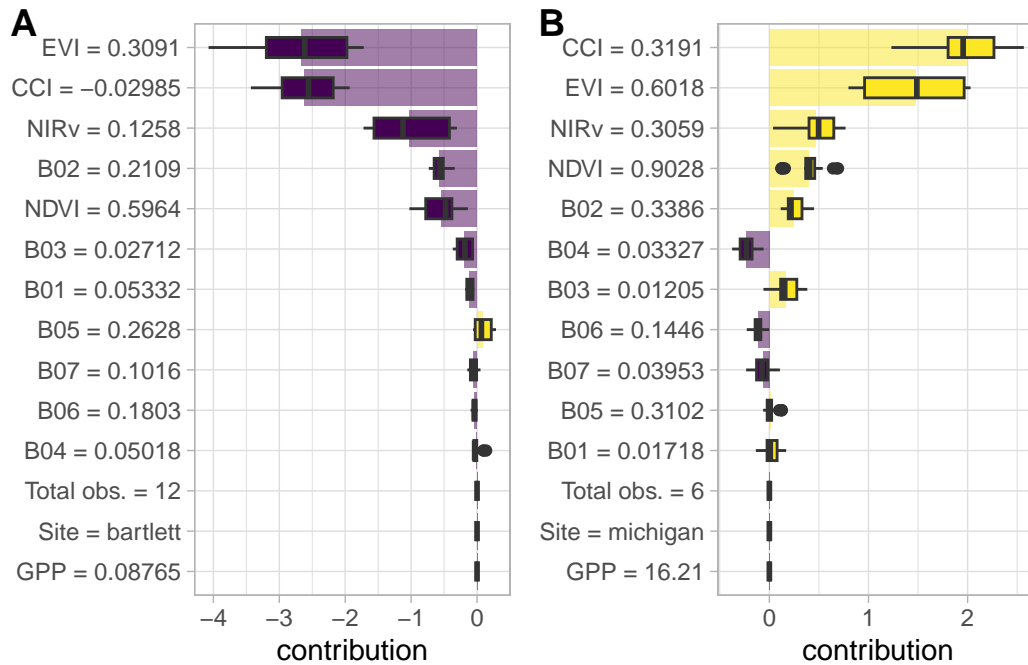 A
EVI = 0.3091
CCI = −0.02985
NIRv = 0.1258
B02 = 0.2109
NDVI = 0.5964
B03 = 0.02712
B01 = 0.05332
B05 = 0.2628
B07 = 0.1016
B06 = 0.1803
B04 = 0.05018
Total obs. = 12
Site = bartlett
GPP = 0.08765
−4 −3 −2 −1 0
contribution
B
CCI = 0.3191
EVI = 0.6018
NIRv = 0.3059
NDVI = 0.9028
B02 = 0.3386
B04 = 0.03327
B03 = 0.01205
B06 = 0.1446
B07 = 0.03953
B05 = 0.3102
B01 = 0.01718
Total obs. = 6
Site = michigan
GPP = 16.21
0 1 2
contribution